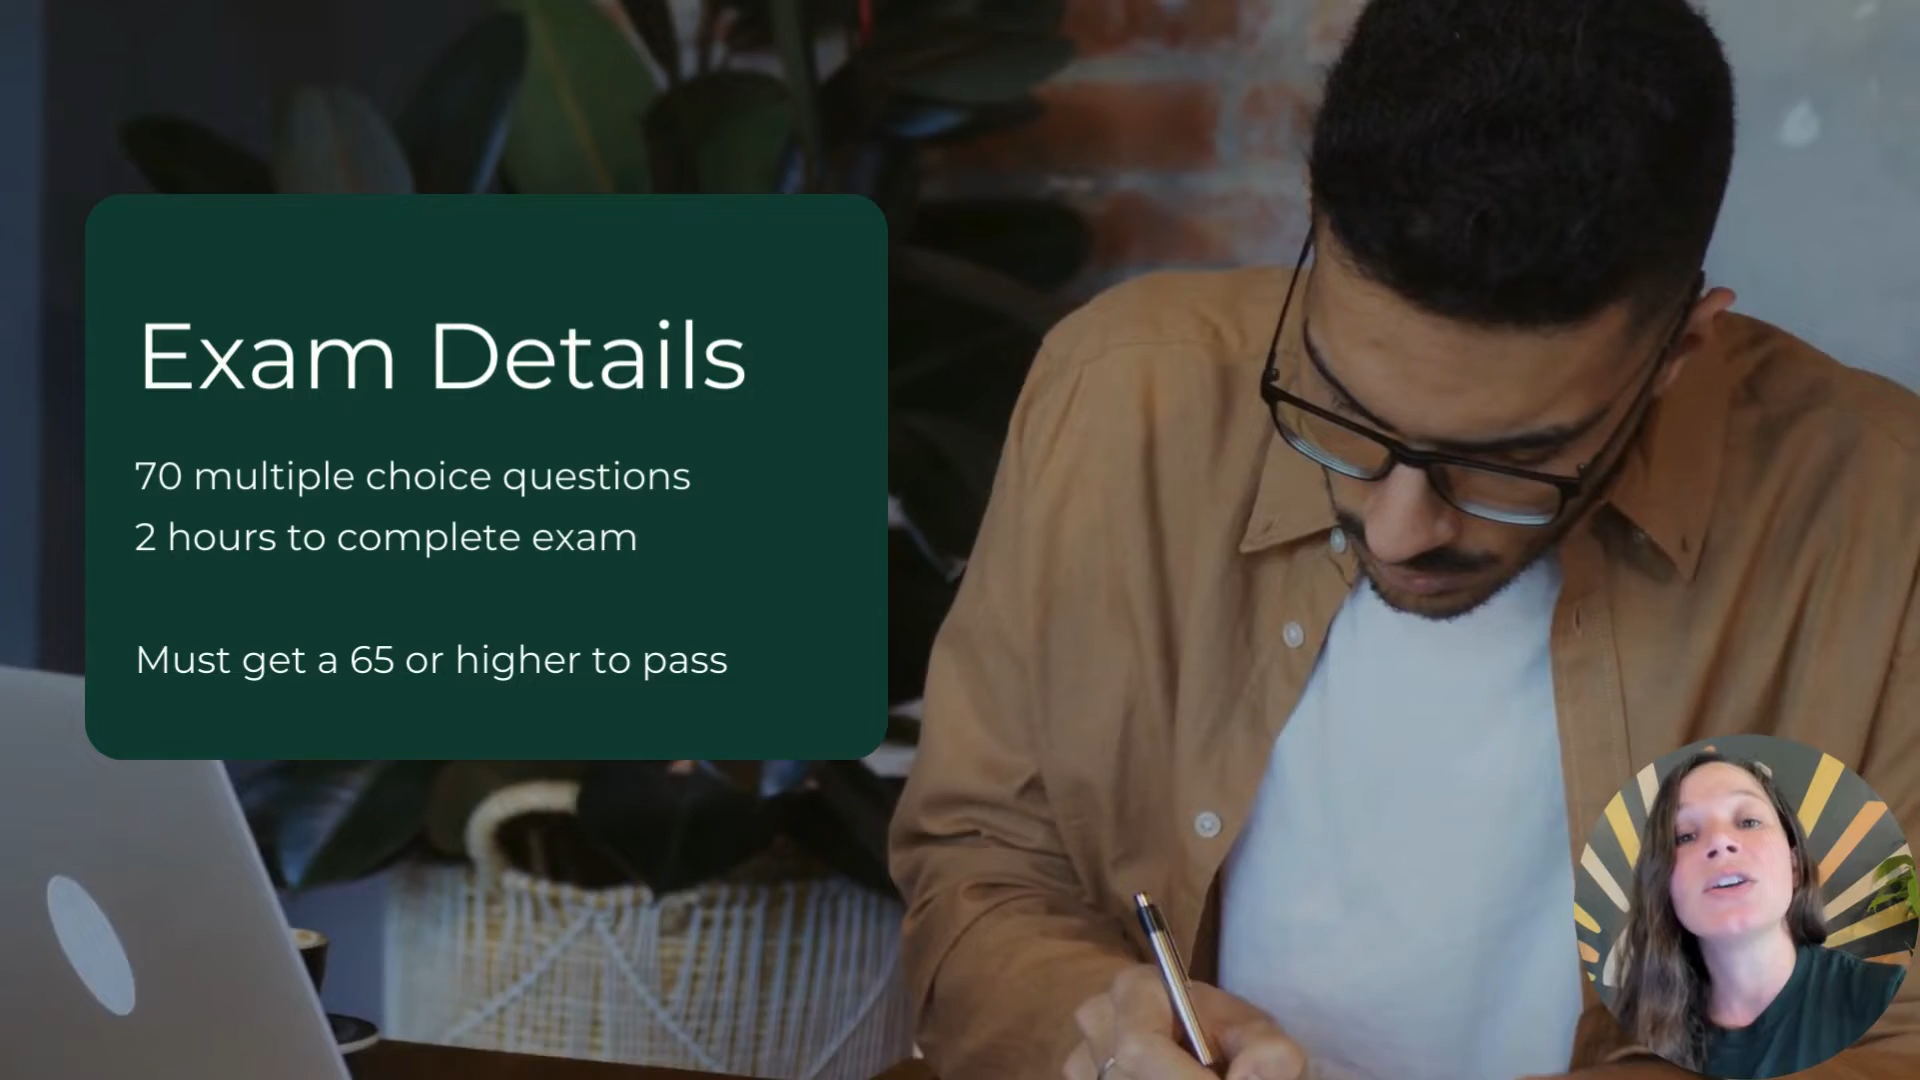 Exam Details
70 multiple choice questions
2 hours to complete exam
Must get a 65 or higher to pass